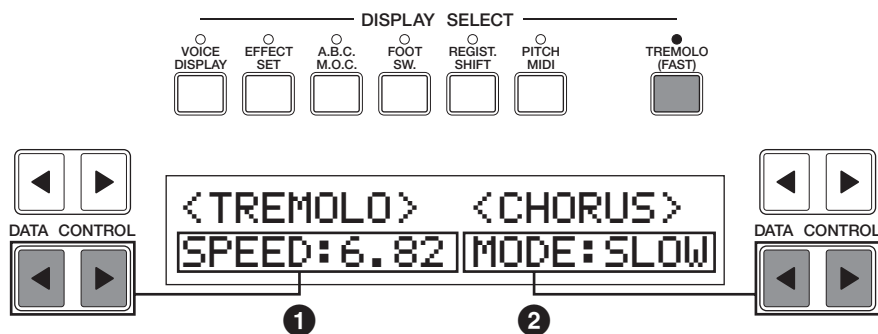 DISPLAY SELECT
VOICE DISPLAY
EFFECT SET
A.B.C. M.O.C.
FOOT SW.
REGIST. SHIFT
PITCH MIDI
TREMOLO (FAST)
<TREMOLO> <CHORUS>
DATA CONTROL
SPEED:6.82 MODE:SLOW
DATA CONTROL
1 2